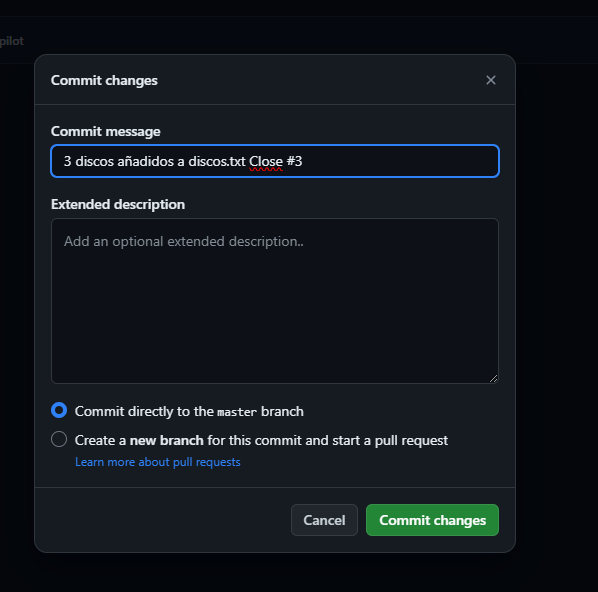 pilot
Commit changes
Commit message
3 discos añadidos a discos.txt Close #3
Extended description
Add an optional extended description..
Commit directly to the master branch
Create a new branch for this commit and start a pull request
Learn more about pull requests
Cancel
Commit changes